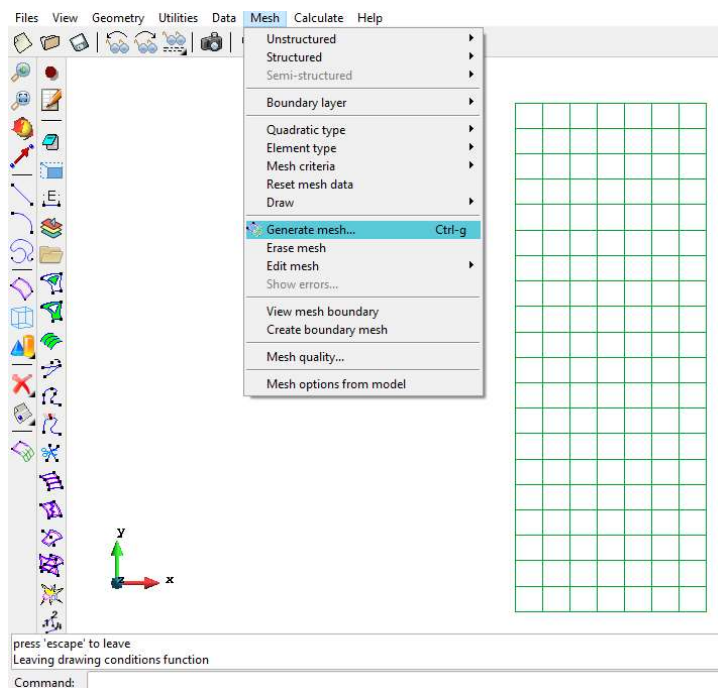 Files View Geometry Utilities Data Mesh Calculate Help
Unstructured
Structured
Semi-structured
Boundary layer
Quadratic type
Element type
Mesh criteria
Reset mesh data
Draw
Generate mesh... Ctrl-g
Erase mesh
Edit mesh
Show errors...
View mesh boundary
Create boundary mesh
Mesh quality...
Mesh options from model
:E:
y
z x
press 'escape' to leave
Leaving drawing conditions function
Command: